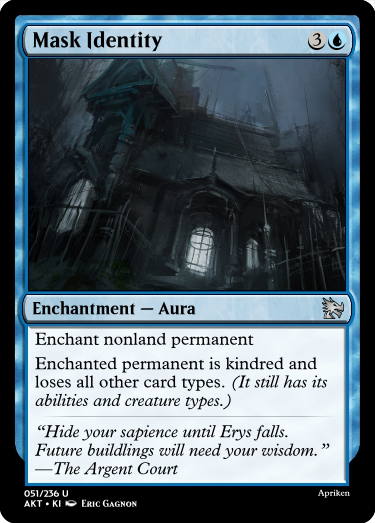 Mask Identity
3
Enchantment — Aura
Enchant nonland permanent
Enchanted permanent is kindred and
loses all other card types. (It still has its
abilities and creature types.)
“Hide your sapience until Erys falls.
Future buildlings will need your wisdom.”
—The Argent Court
051/236 U
AKT • KI Eric Gagnon
Apriken